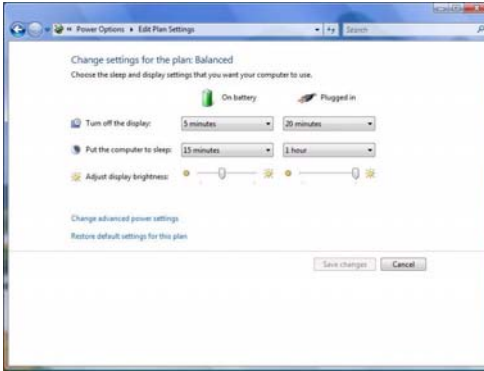 « Power Options ▸ Edit Plan Settings
Search
Change settings for the plan: Balanced
Choose the sleep and display settings that you want your computer to use.
On battery
Plugged in
Turn off the display:
5 minutes
20 minutes
Put the computer to sleep:
15 minutes
1 hour
Adjust display brightness:
Change advanced power settings
Restore default settings for this plan
Save changes
Cancel